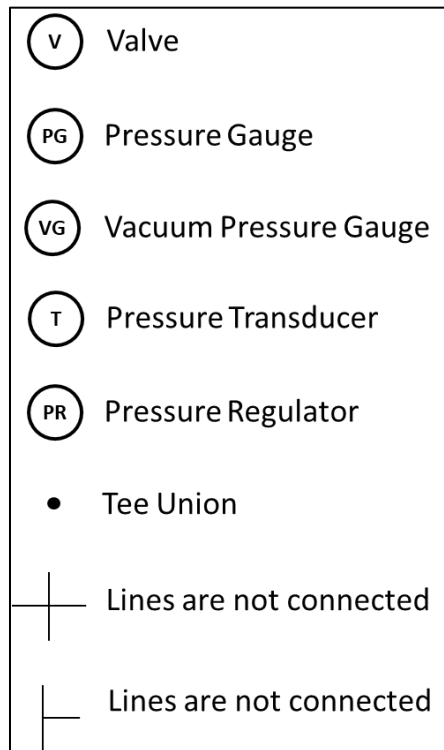 V Valve
PG Pressure Gauge
VG Vacuum Pressure Gauge
T Pressure Transducer
PR Pressure Regulator
Tee Union
Lines are not connected
Lines are not connected